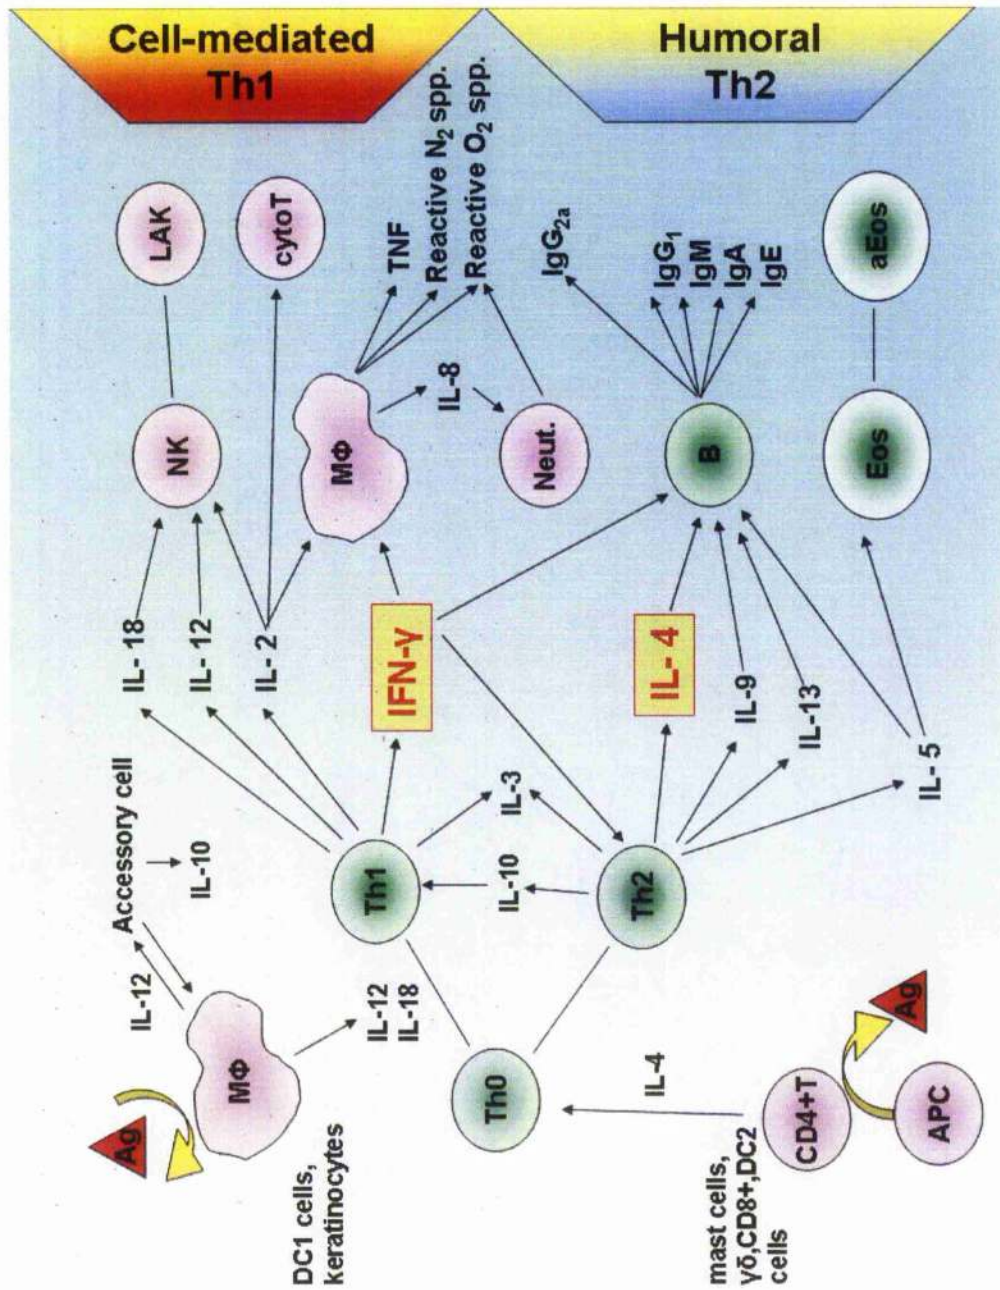 Cell-mediated
Th1
Humoral
Th2
Ag
IL-12
Accessory cell
IL-10
MΦ
DC1 cells,
keratinocytes
IL-12
IL-18
IL- 18
IL- 12
IL- 2
NK
LAK
cytoT
Th1
IFN-γ
MΦ
TNF
Reactive N2 spp.
Reactive O2 spp.
IL-8
Neut.
IL-3
IL-10
Th0
Th2
IL- 4
IL-9
IL-13
IL- 5
B
IgG2a
IgG1
IgM
IgA
IgE
Eos
aEos
IL-4
mast cells,
γδ,CD8+,DC2
cells
CD4+T
Ag
APC